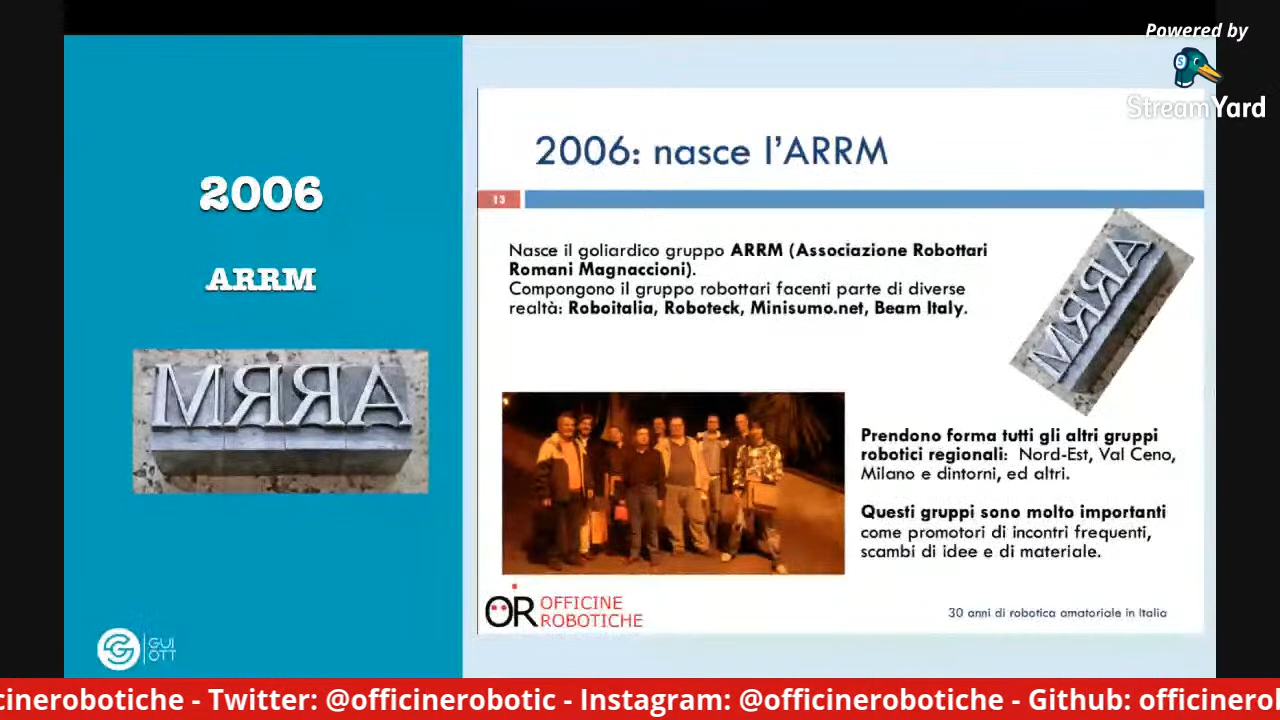 Powered by
StreamYard
2006
ARRM
ARRM
GUI
OTT
2006: nasce l'ARRM
13
Nasce il goliardico gruppo ARRM (Associazione Robottari
Romani Magnaccioni).
Compongono il gruppo robottari facenti parte di diverse
realtà: Roboitalia, Roboteck, Minisumo.net, Beam Italy.
ARRM
Prendono forma tutti gli altri gruppi
robotici regionali: Nord-Est, Val Ceno,
Milano e dintorni, ed altri.
Questi gruppi sono molto importanti
come promotori di incontri frequenti,
scambi di idee e di materiale.
OR OFFICINE
ROBOTICHE
30 anni di robotica amatoriale in Italia
cinerobotiche - Twitter: @officinerobotic - Instagram: @officinerobotiche - Github: officinero